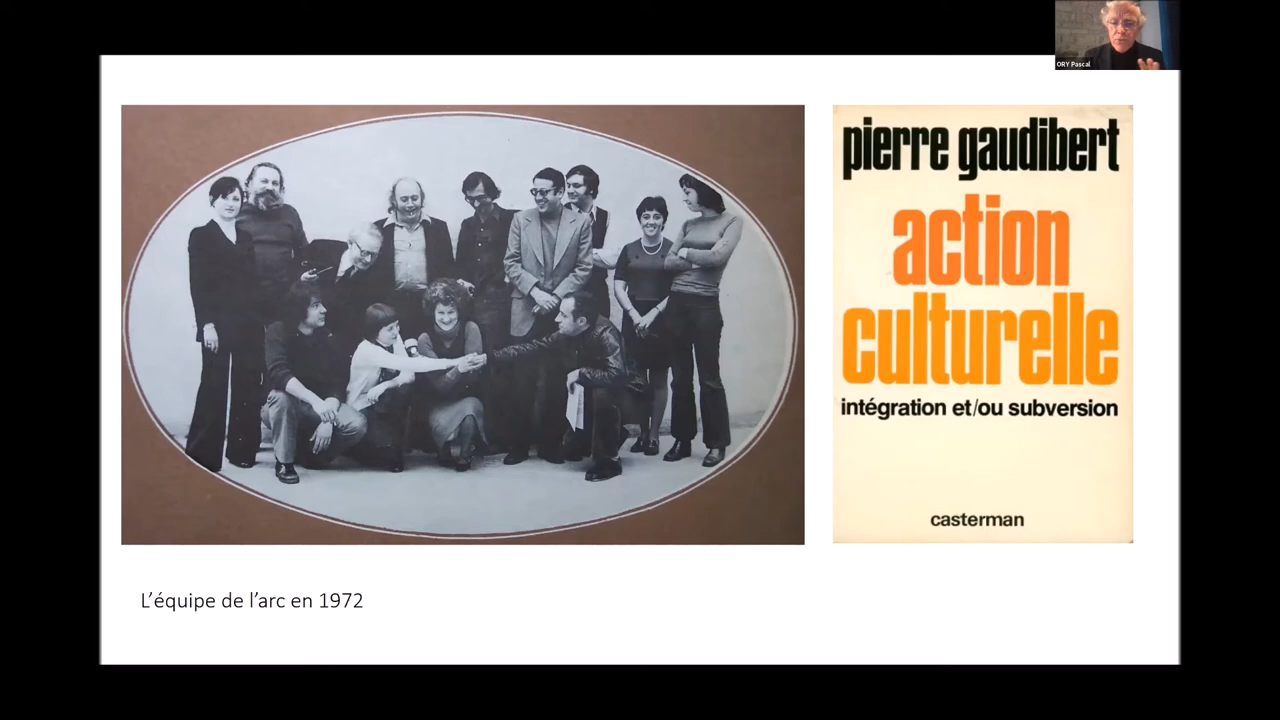 ORY Pascal
pierre gaudibert
action
culturelle
intégration et/ou subversion
casterman
L’équipe de l’arc en 1972